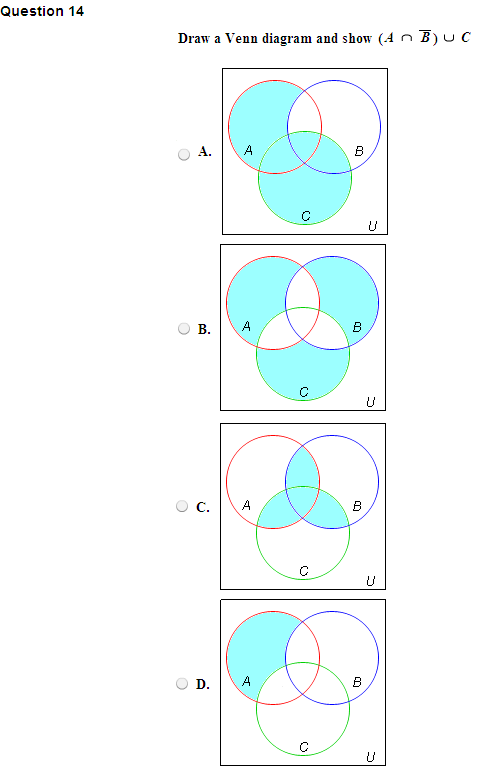 Question 14
Draw a Venn diagram and show (A ∩ B̅) ∪ C
A.
A
B
C
U
B.
A
B
C
U
C.
A
B
C
U
D.
A
B
C
U